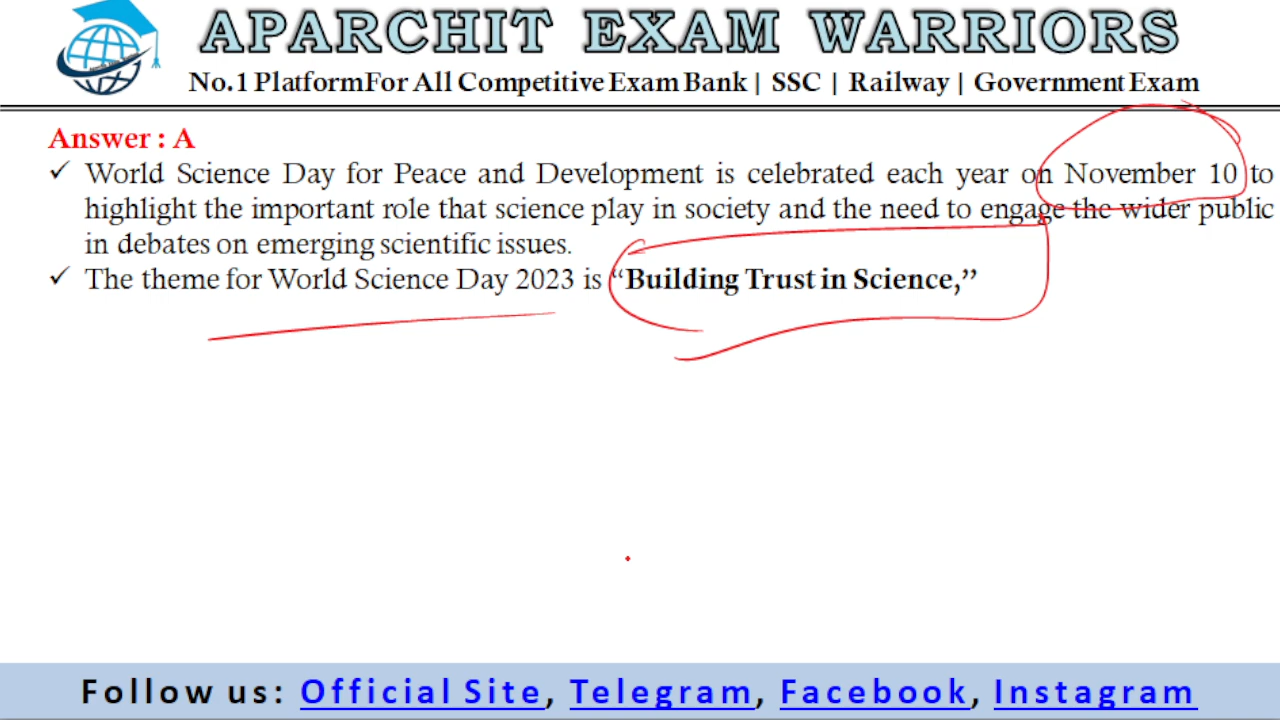 APARCHIT EXAM WARRIORS
No.1 PlatformFor All Competitive Exam Bank | SSC | Railway | Government Exam
Answer : A
✓ World Science Day for Peace and Development is celebrated each year on November 10 to
highlight the important role that science play in society and the need to engage the wider public
in debates on emerging scientific issues.
✓ The theme for World Science Day 2023 is “Building Trust in Science,”
Follow us: Official Site, Telegram, Facebook, Instagram